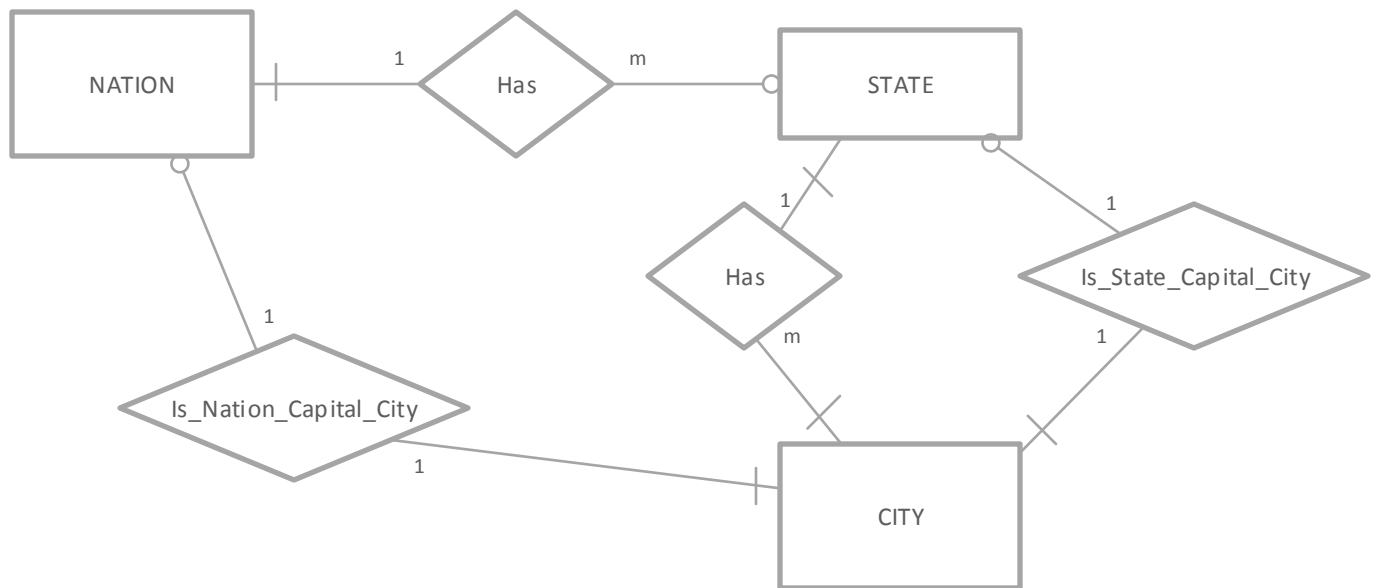 NATION
1
Has
m
STATE
1
Has
m
1
Is_State_Capital_City
1
1
Is_Nation_Capital_City
1
CITY